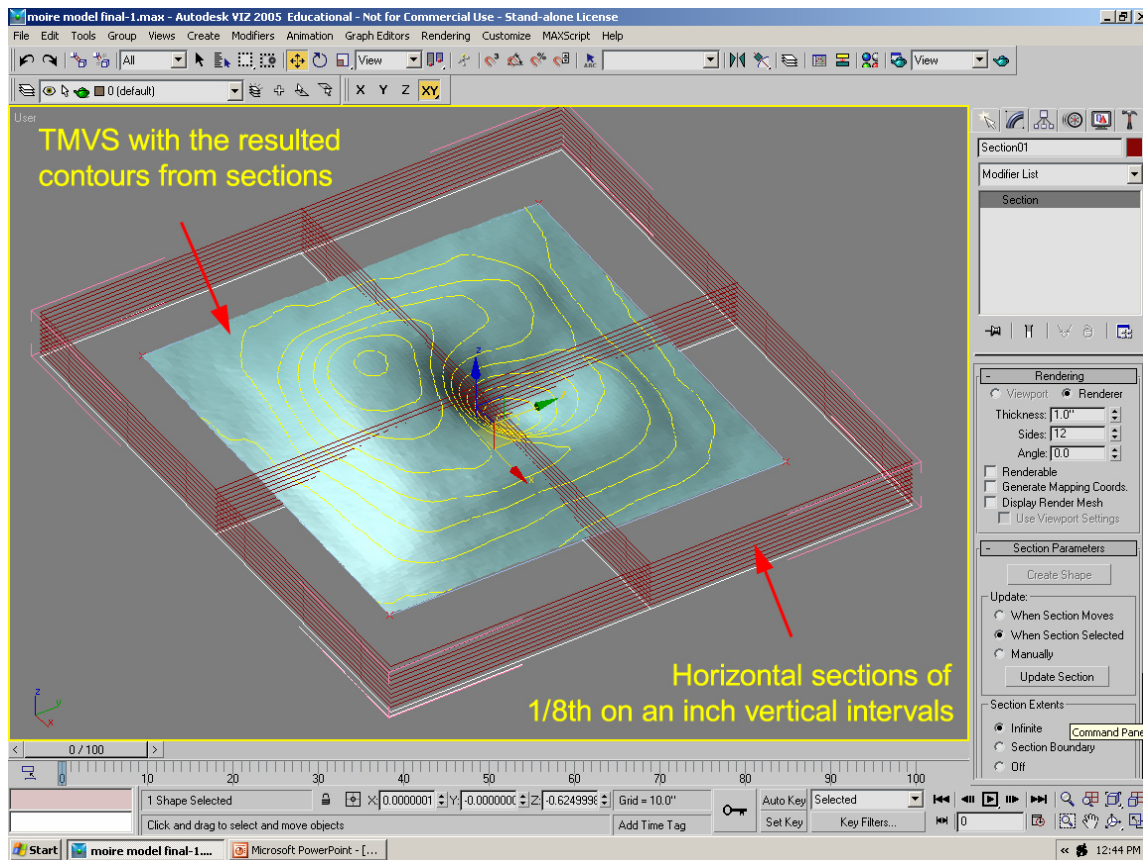 moire model final-1.max - Autodesk VIZ 2005 Educational - Not for Commercial Use - Stand-alone License
File Edit Tools Group Views Create Modifiers Animation Graph Editors Rendering Customize MAXScript Help
All View View
0 (default) X Y Z XY
User
TMVS with the resulted
contours from sections
Horizontal sections of
1/8th on an inch vertical intervals
z
z y x
Section01
Modifier List
Section
- Rendering
Viewport Renderer
Thickness: 1.0"
Sides: 12
Angle: 0.0
Renderable
Generate Mapping Coords.
Display Render Mesh
Use Viewport Settings
- Section Parameters
Create Shape
Update:
When Section Moves
When Section Selected
Manually
Update Section
Section Extents
Infinite
Command Pane
Section Boundary
Off
< 0 / 100 >
0 10 20 30 40 50 60 70 80 90 100
1 Shape Selected X: 0.0000001 Y: -0.0000000 Z: -0.6249998 Grid = 10.0" Auto Key Selected
Click and drag to select and move objects Add Time Tag Set Key Key Filters... 0
Start moire model final-1.... Microsoft PowerPoint - [... « 12:44 PM